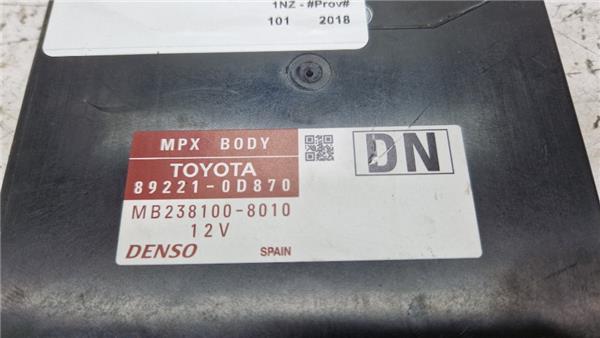 1NZ - #Prov#
101 2018
MPX BODY
TOYOTA
89221-0D870
DN
MB238100-8010
12V
DENSO SPAIN